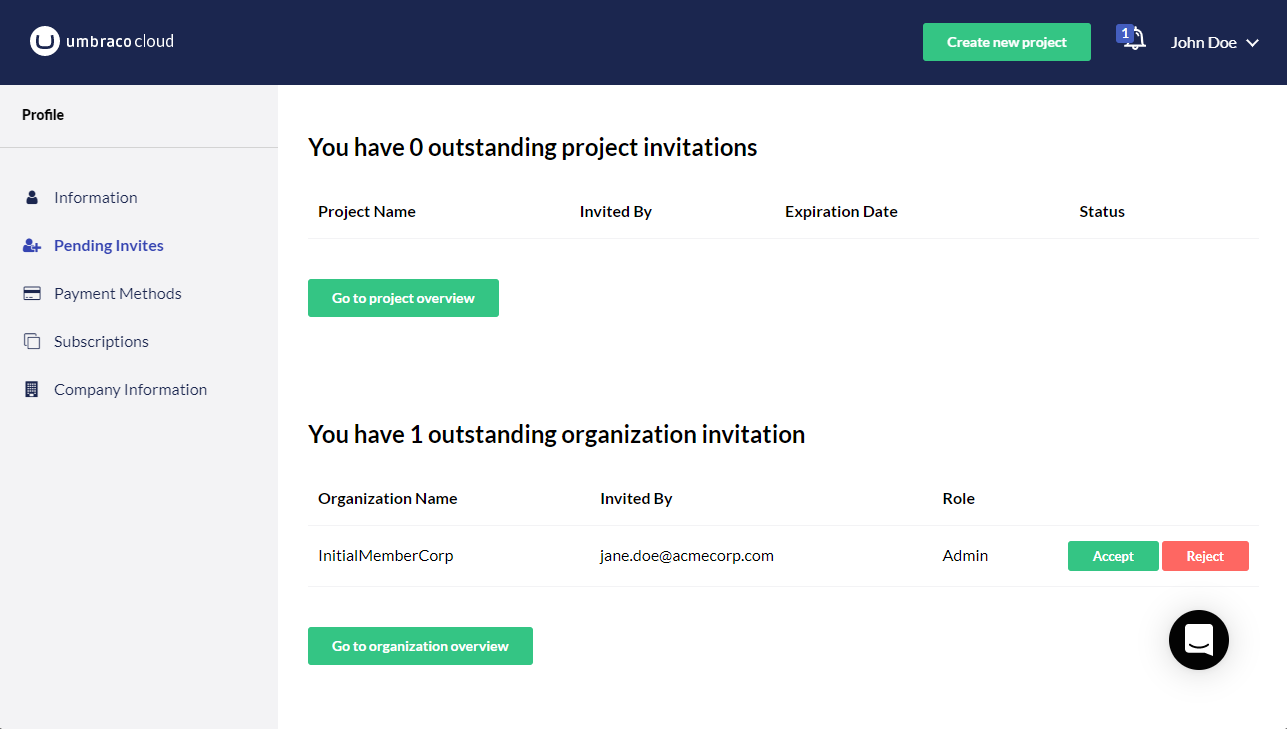 umbraco cloud
Create new project
1
John Doe
Profile
Information
Pending Invites
Payment Methods
Subscriptions
Company Information
You have 0 outstanding project invitations
Project Name Invited By Expiration Date Status
Go to project overview
You have 1 outstanding organization invitation
Organization Name Invited By Role
InitialMemberCorp jane.doe@acmecorp.com Admin Accept Reject
Go to organization overview